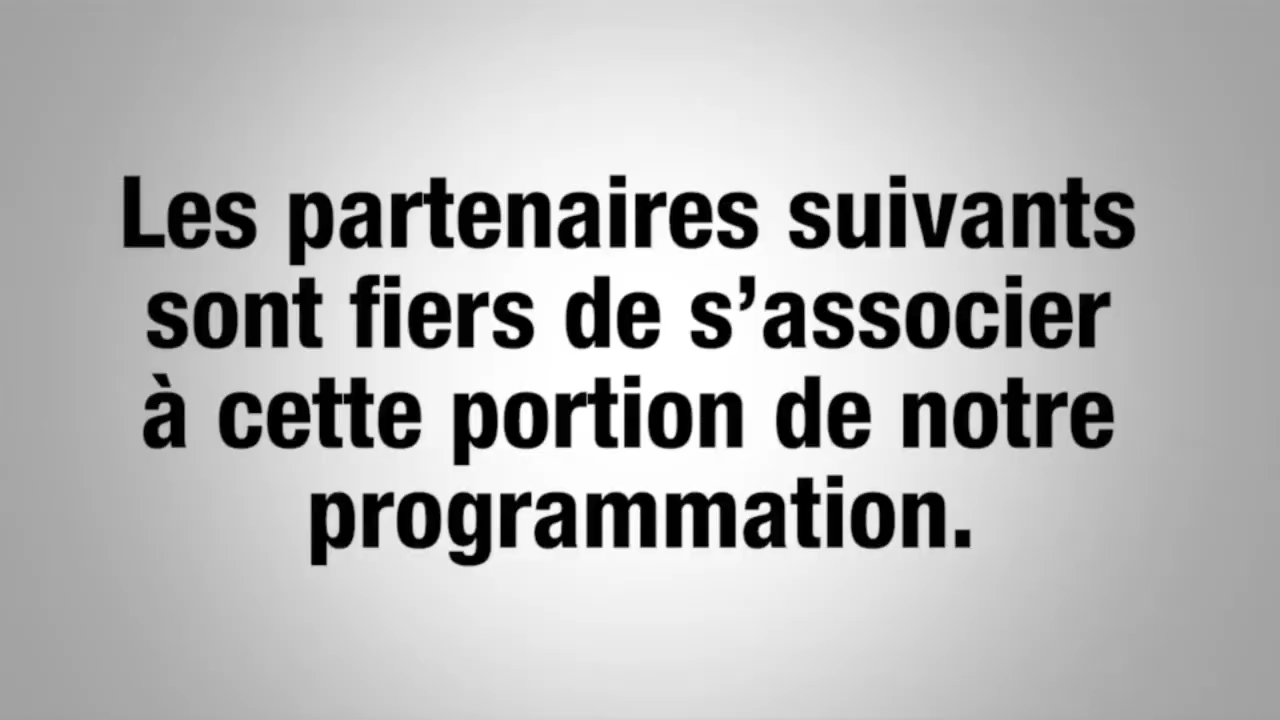 Les partenaires suivants
sont fiers de s’associer
à cette portion de notre
programmation.